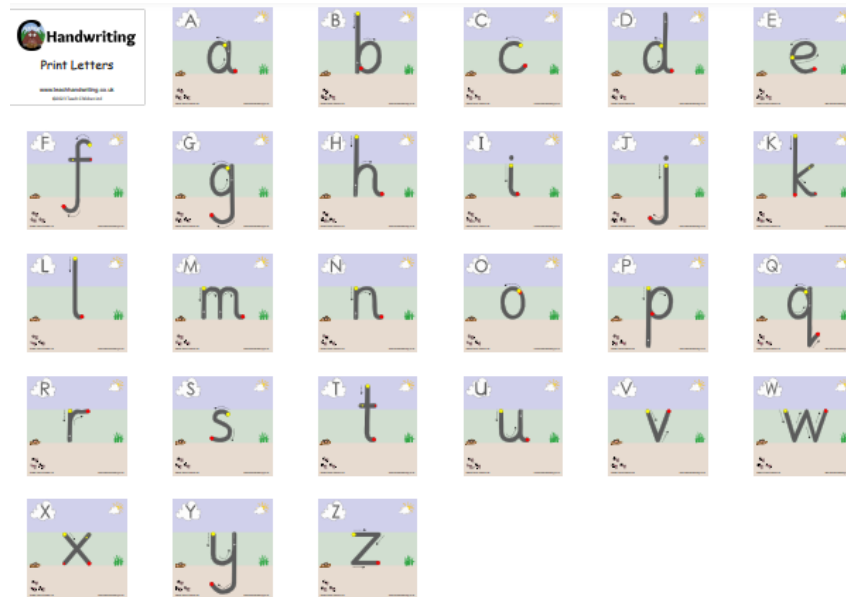 Handwriting
Print Letters
www.teachhandwriting.co.uk
A a
B b
C c
D d
E e
F f
G g
H h
I i
J j
K k
L l
M m
N n
O o
P p
Q q
R r
S s
T t
U u
V v
W w
X x
Y y
Z z